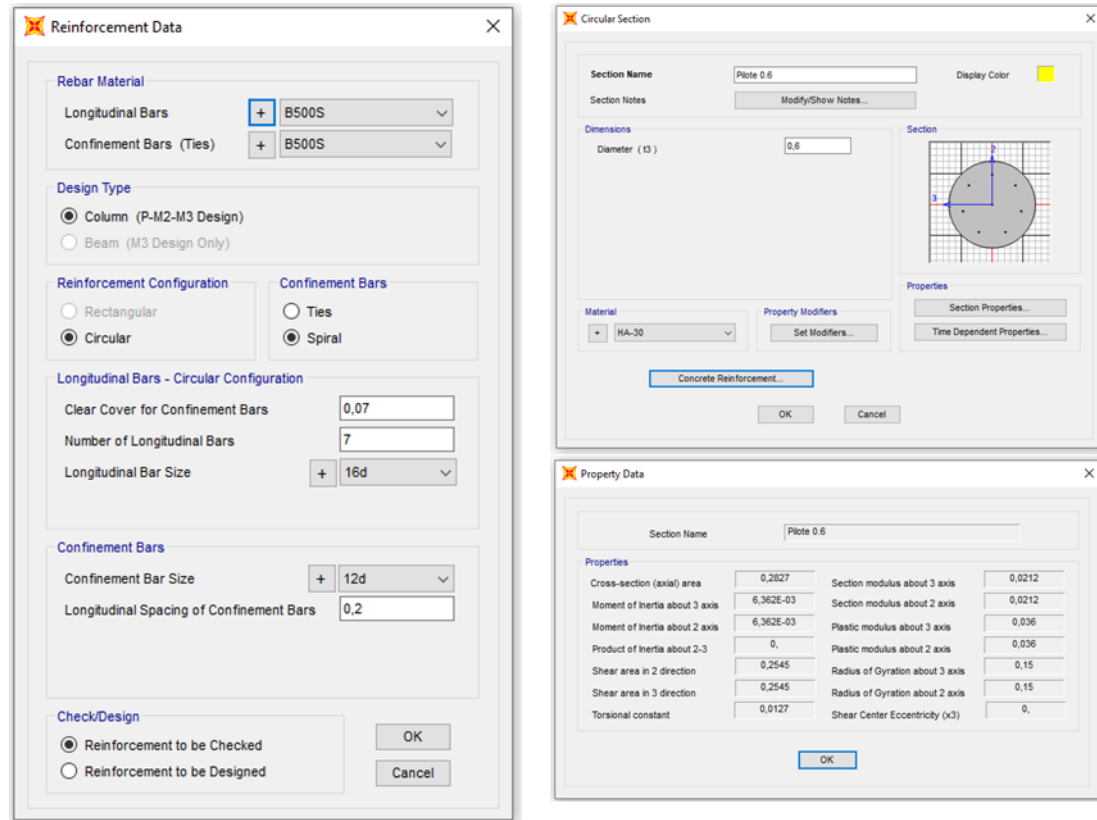 Reinforcement Data
Rebar Material
Longitudinal Bars + B500S
Confinement Bars (Ties) + B500S
Design Type
Column (P-M2-M3 Design)
Beam (M3 Design Only)
Reinforcement Configuration
Rectangular
Circular
Confinement Bars
Ties
Spiral
Longitudinal Bars - Circular Configuration
Clear Cover for Confinement Bars 0,07
Number of Longitudinal Bars 7
Longitudinal Bar Size + 16d
Confinement Bars
Confinement Bar Size + 12d
Longitudinal Spacing of Confinement Bars 0,2
Check/Design
Reinforcement to be Checked
Reinforcement to be Designed
OK
Cancel
Circular Section
Section Name Pilote 0.6 Display Color
Section Notes Modify/Show Notes...
Dimensions
Diameter ( t3 ) 0,6
Section
2
3
Properties
Section Properties...
Time Dependent Properties...
Material
+ HA-30
Property Modifiers
Set Modifiers...
Concrete Reinforcement...
OK Cancel
Property Data
Section Name Pilote 0.6
Properties
Cross-section (axial) area 0,2827 Section modulus about 3 axis 0,0212
Moment of Inertia about 3 axis 6,362E-03 Section modulus about 2 axis 0,0212
Moment of Inertia about 2 axis 6,362E-03 Plastic modulus about 3 axis 0,036
Product of Inertia about 2-3 0, Plastic modulus about 2 axis 0,036
Shear area in 2 direction 0,2545 Radius of Gyration about 3 axis 0,15
Shear area in 3 direction 0,2545 Radius of Gyration about 2 axis 0,15
Torsional constant 0,0127 Shear Center Eccentricity (x3) 0,
OK